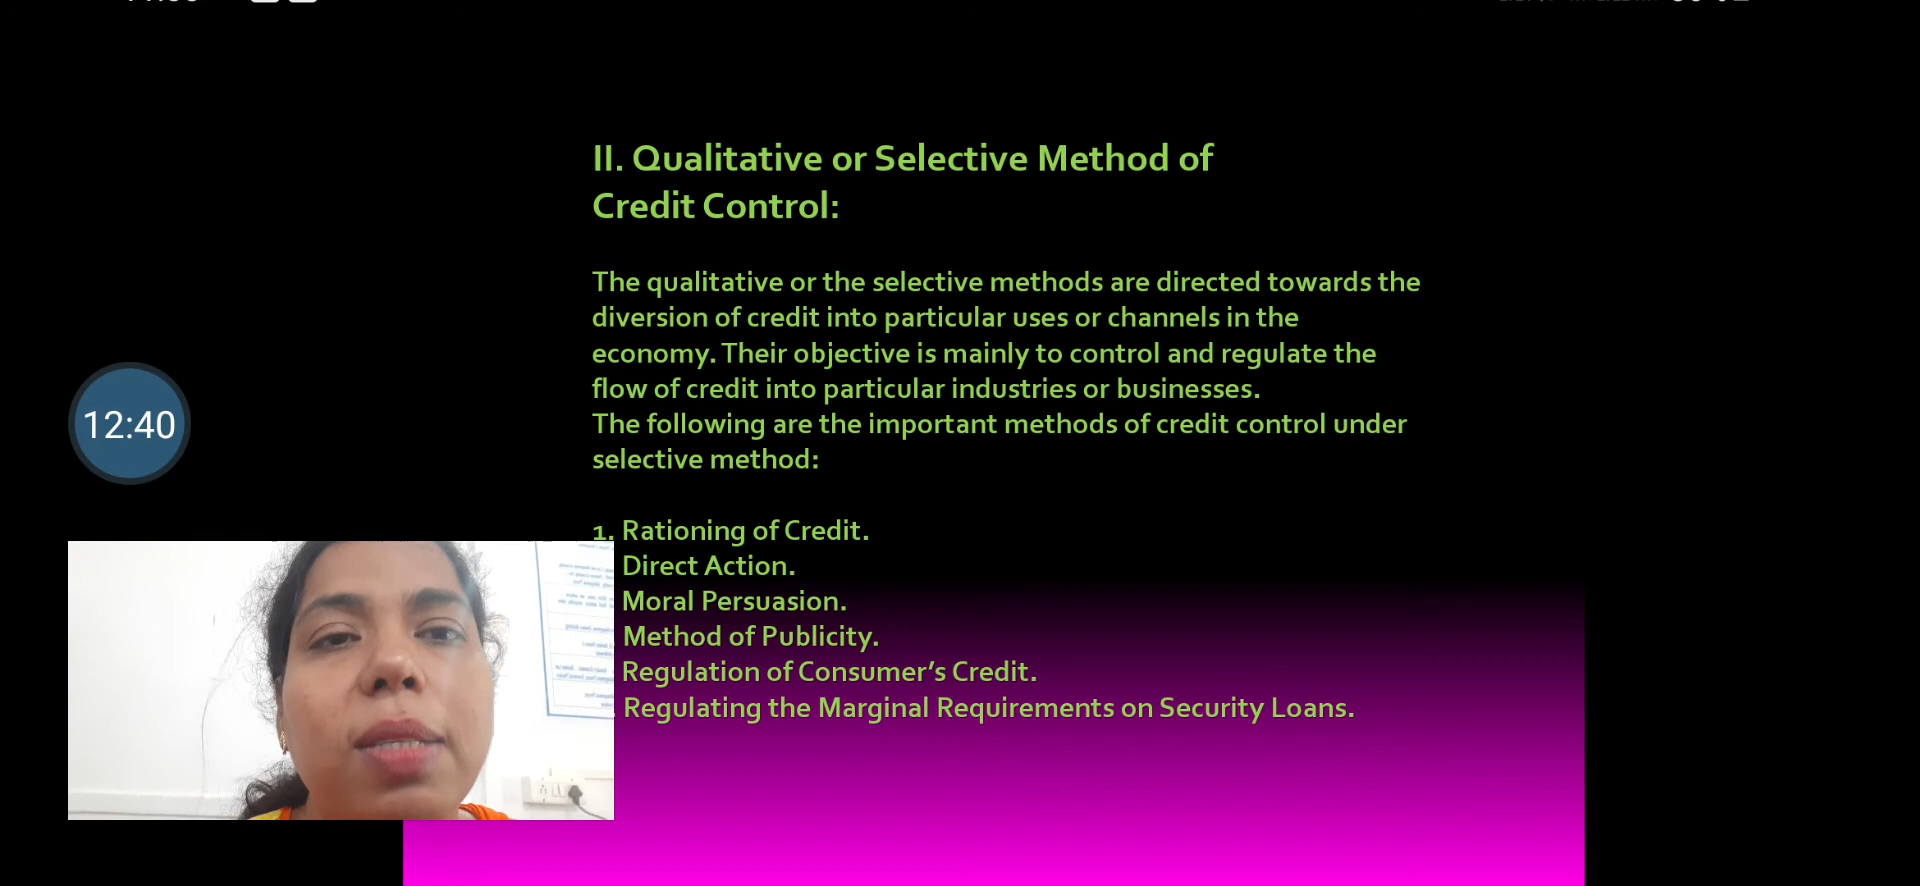 II. Qualitative or Selective Method of
Credit Control:
The qualitative or the selective methods are directed towards the
diversion of credit into particular uses or channels in the
economy. Their objective is mainly to control and regulate the
flow of credit into particular industries or businesses.
The following are the important methods of credit control under
selective method:
1. Rationing of Credit.
Direct Action.
Moral Persuasion.
Method of Publicity.
Regulation of Consumer’s Credit.
Regulating the Marginal Requirements on Security Loans.
12:40